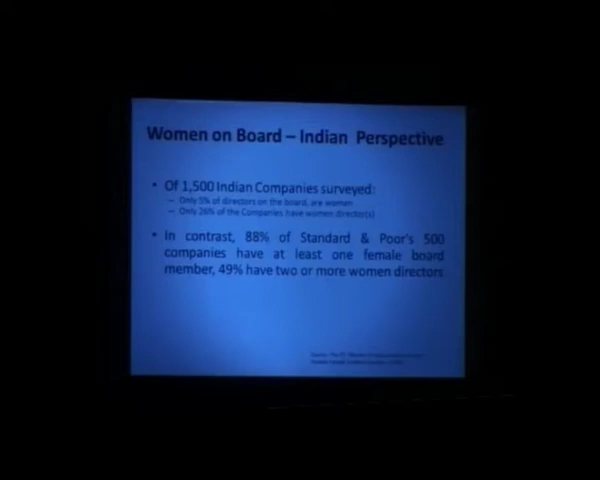 Women on Board – Indian Perspective
• Of 1,500 Indian Companies surveyed:
– Only 5% of directors on the board, are women
– Only 26% of the Companies have women director(s)
• In contrast, 88% of Standard & Poor's 500
companies have at least one female board
member, 49% have two or more women directors